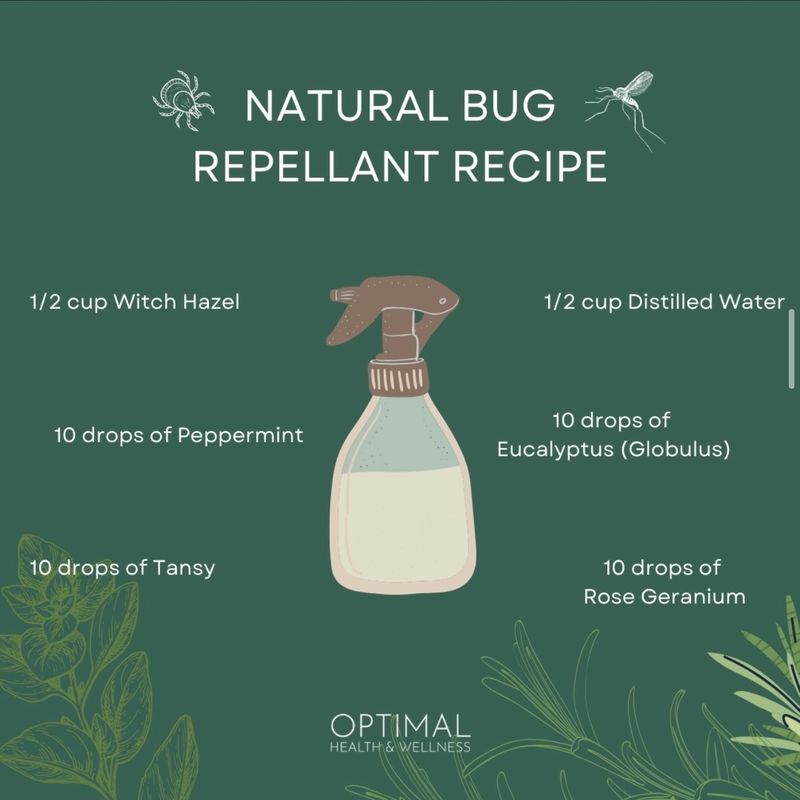 NATURAL BUG
REPELLANT RECIPE
1/2 cup Witch Hazel
1/2 cup Distilled Water
10 drops of Peppermint
10 drops of
Eucalyptus (Globulus)
10 drops of Tansy
10 drops of
Rose Geranium
OPTIMAL
HEALTH & WELLNESS